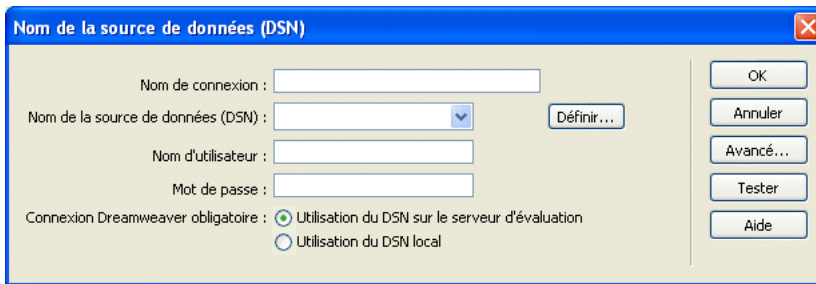 Nom de la source de données (DSN)
Nom de connexion :
OK
Nom de la source de données (DSN) :
Définir...
Annuler
Nom d'utilisateur :
Avancé...
Mot de passe :
Tester
Connexion Dreamweaver obligatoire :
Utilisation du DSN sur le serveur d'évaluation
Aide
Utilisation du DSN local